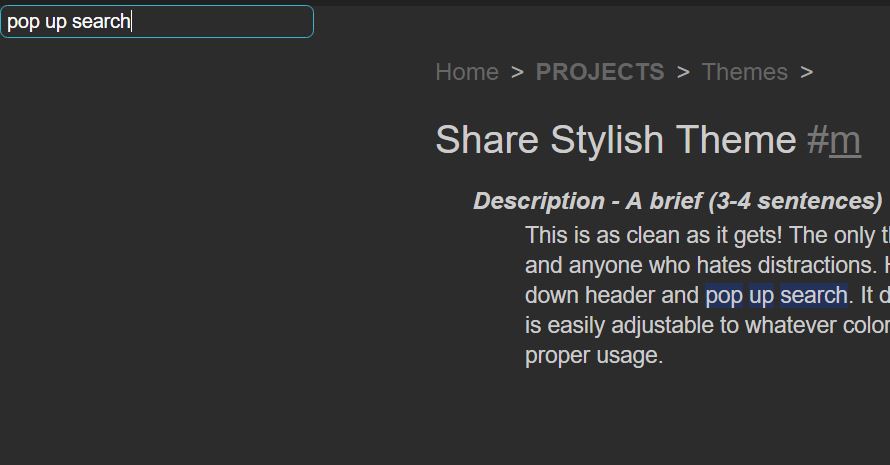 pop up search
Home > PROJECTS > Themes >
Share Stylish Theme #m
Description - A brief (3-4 sentences)
This is as clean as it gets! The only
and anyone who hates distractions.
down header and pop up search. It
is easily adjustable to whatever
proper usage.